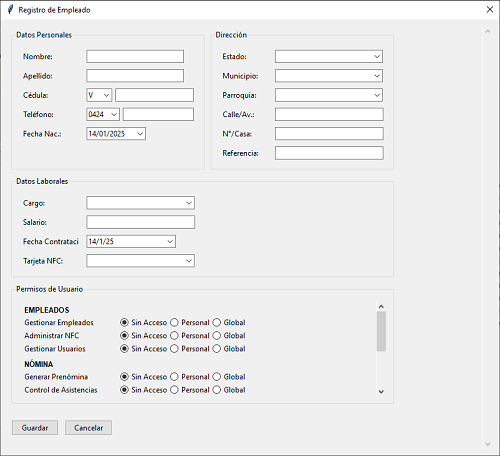 Registro de Empleado
Datos Personales
Nombre:
Apellido:
Cédula: V
Teléfono: 0424
Fecha Nac.: 14/01/2025
Dirección
Estado:
Municipio:
Parroquia:
Calle/Av.:
N°/Casa:
Referencia:
Datos Laborales
Cargo:
Salario:
Fecha Contrataci 14/1/25
Tarjeta NFC:
Permisos de Usuario
EMPLEADOS
Gestionar Empleados Sin Acceso Personal Global
Administrar NFC Sin Acceso Personal Global
Gestionar Usuarios Sin Acceso Personal Global
NÓMINA
Generar Prenómina Sin Acceso Personal Global
Control de Asistencias Sin Acceso Personal Global
Guardar Cancelar